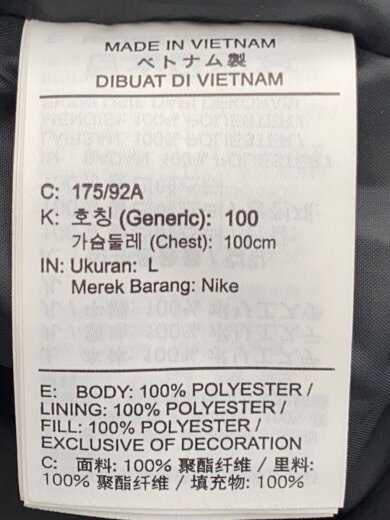 MADE IN VIETNAM
ベトナム製
DIBUAT DI VIETNAM
C: 175/92A
K: 호칭 (Generic): 100
가슴둘레 (Chest): 100cm
IN: Ukuran: L
Merek Barang: Nike
E: BODY: 100% POLYESTER /
LINING: 100% POLYESTER /
FILL: 100% POLYESTER /
EXCLUSIVE OF DECORATION
C: 面料: 100% 聚酯纤维 / 里料:
100% 聚酯纤维 / 填充物: 100%